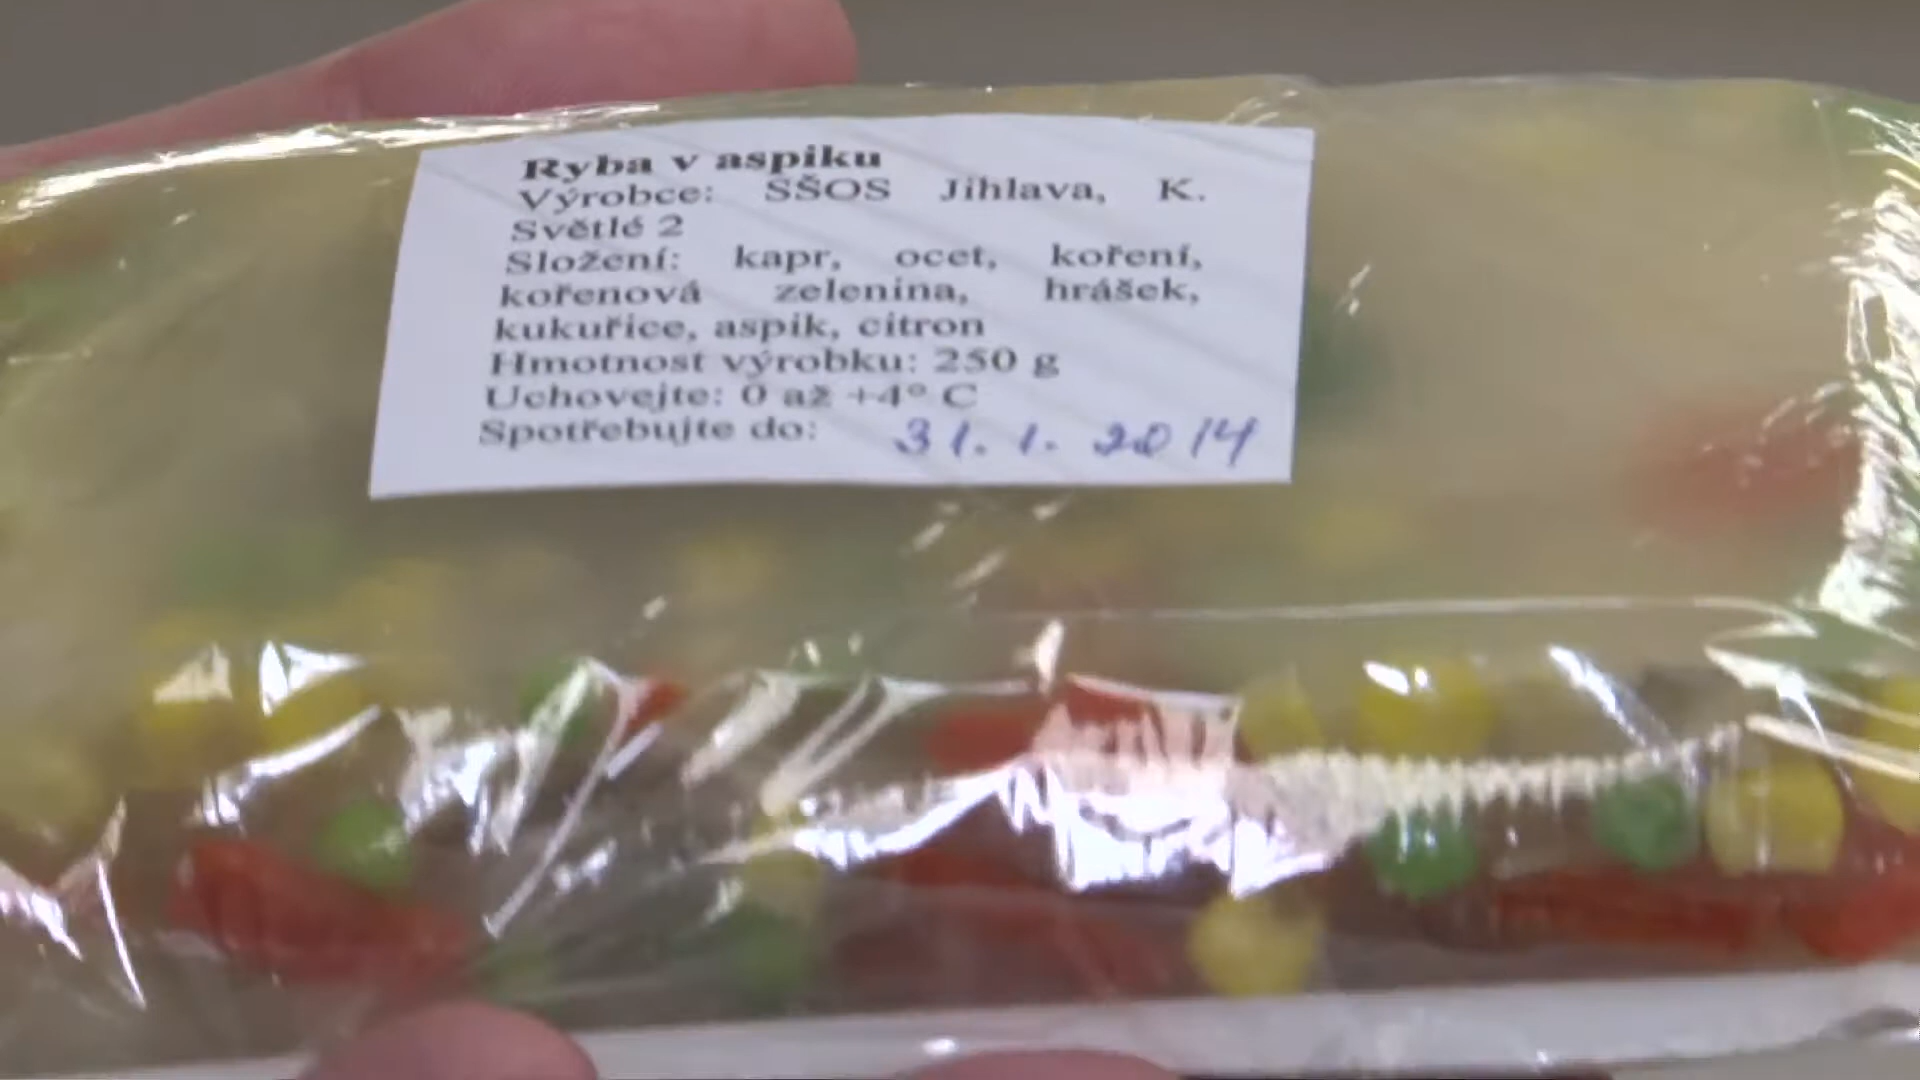 Ryba v aspiku
Výrobce: SŠOS Jihlava, K.
Světlé 2
Složení: kapr, ocet, koření,
kořenová zelenina, hrášek,
kukuřice, aspik, citron
Hmotnost výrobku: 250 g
Uchovejte: 0 až +4° C
Spotřebujte do: 31. 1. 2014